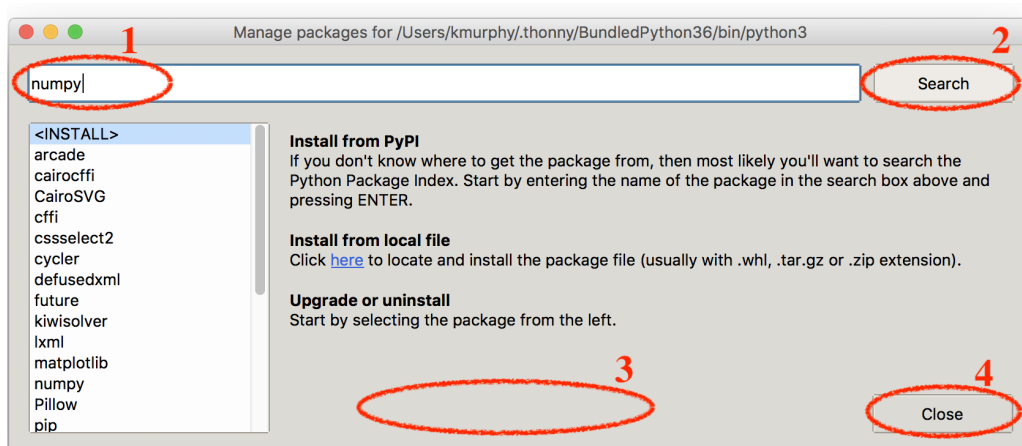 Manage packages for /Users/kmurphy/.thonny/BundledPython36/bin/python3
1
2
numpy
Search
<INSTALL>
arcade
cairocffi
CairoSVG
cffi
cssselect2
cycler
defusedxml
future
kiwisolver
lxml
matplotlib
numpy
Pillow
pip
Install from PyPI
If you don't know where to get the package from, then most likely you'll want to search the
Python Package Index. Start by entering the name of the package in the search box above and
pressing ENTER.
Install from local file
Click here to locate and install the package file (usually with .whl, .tar.gz or .zip extension).
Upgrade or uninstall
Start by selecting the package from the left.
3
4
Close